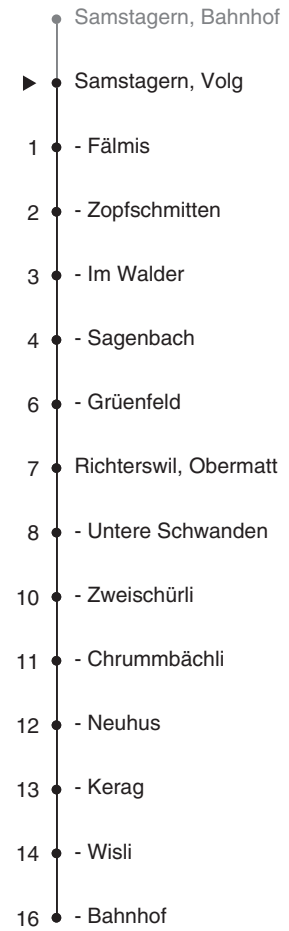 Samstagern, Bahnhof
Samstagern, Volg
1 - Fälmis
2 - Zopfschmitten
3 - Im Walder
4 - Sagenbach
6 - Grüenfeld
7 Richterswil, Obermatt
8 - Untere Schwanden
10 - Zweischürli
11 - Chrummbächli
12 - Neuhus
13 - Kerag
14 - Wisli
16 - Bahnhof